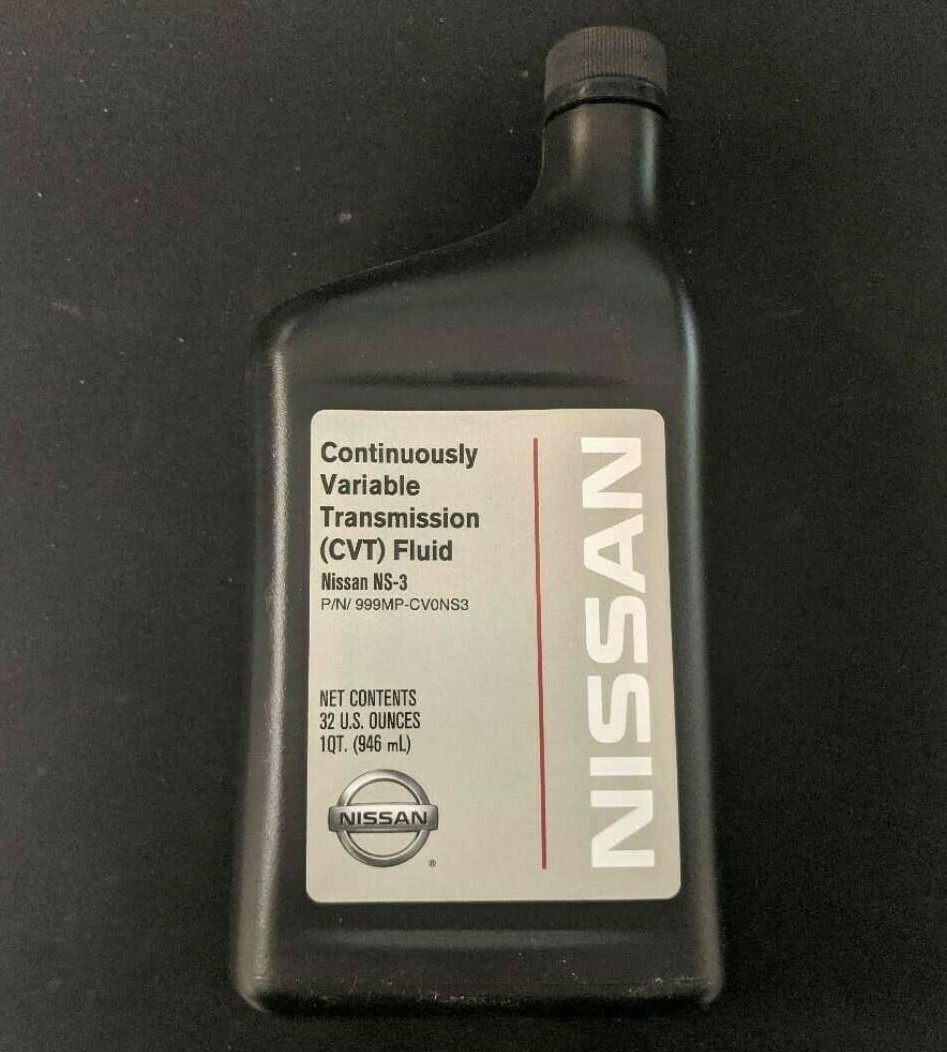 Continuously
Variable
Transmission
(CVT) Fluid
Nissan NS-3
P/N/ 999MP-CV0NS3
NET CONTENTS
32 U.S. OUNCES
1QT. (946 mL)
NISSAN
®
NISSAN